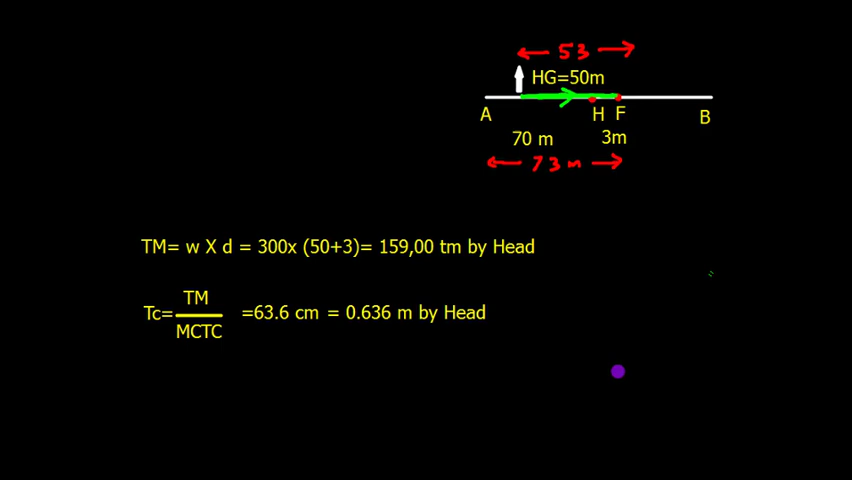 53
HG=50m
A H F B
70 m 3m
73 m
TM= w X d = 300x (50+3)= 159,00 tm by Head
Tc= TM / MCTC =63.6 cm = 0.636 m by Head